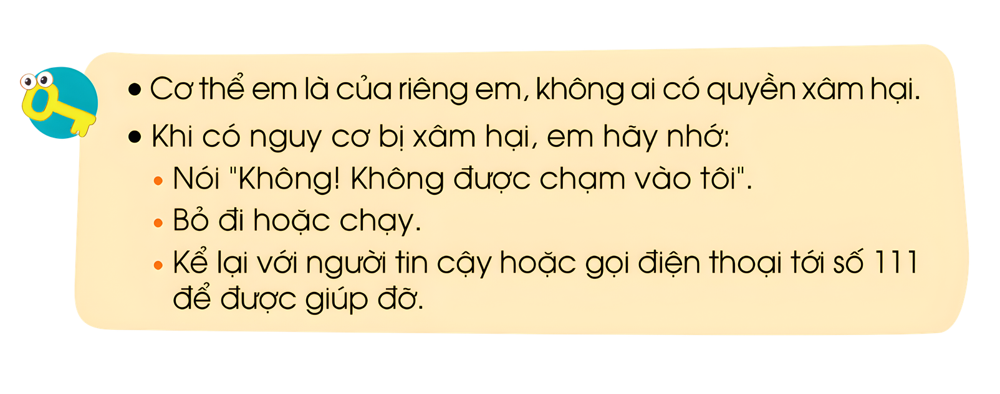 • Cơ thể em là của riêng em, không ai có quyền xâm hại.
• Khi có nguy cơ bị xâm hại, em hãy nhớ:
• Nói "Không! Không được chạm vào tôi".
• Bỏ đi hoặc chạy.
• Kể lại với người tin cậy hoặc gọi điện thoại tới số 111
để được giúp đỡ.